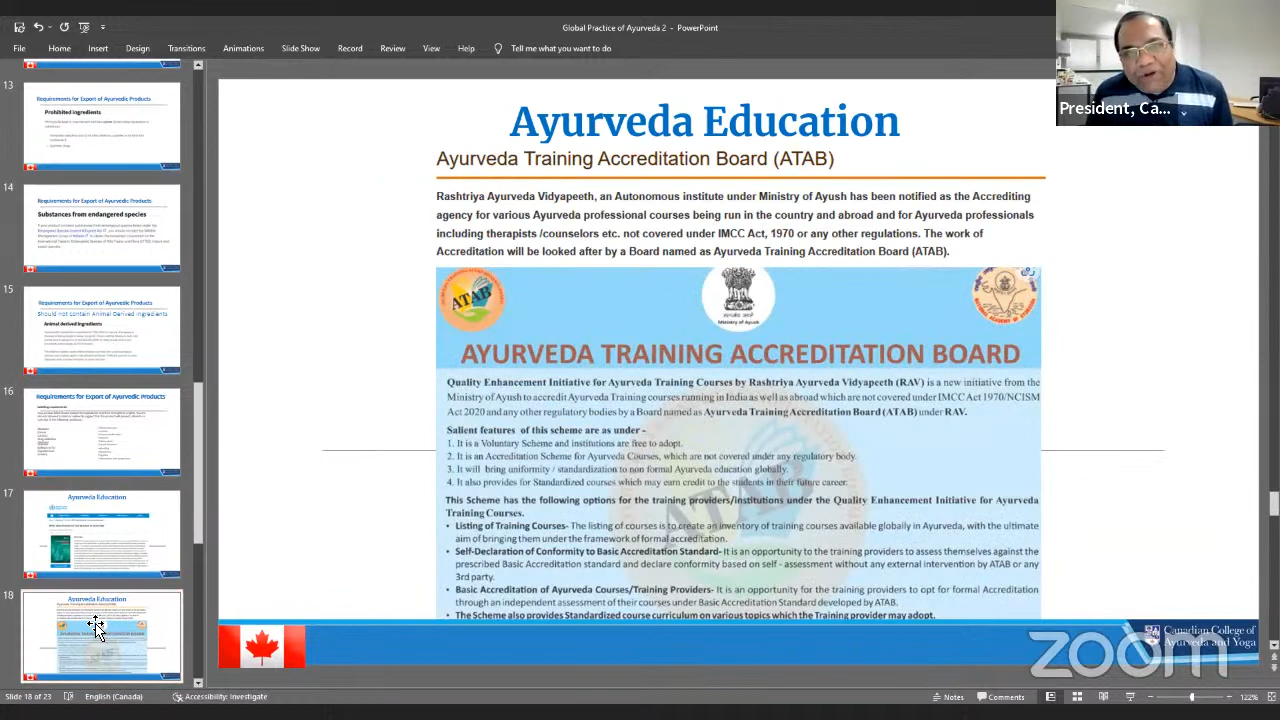 Global Practice of Ayurveda 2 - PowerPoint
File Home Insert Design Transitions Animations Slide Show Record Review View Help Tell me what you want to do
President, Ca...
13
Requirements for Export of Ayurvedic Products
Prohibited ingredients
14
Requirements for Export of Ayurvedic Products
Substances from endangered species
15
Requirements for Export of Ayurvedic Products
Should not contain Animal Derived Ingredients
Animal derived ingredients
16
Requirements for Export of Ayurvedic Products
17
Ayurveda Education
18
Ayurveda Education
Ayurveda Education
Ayurveda Training Accreditation Board (ATAB)
Rashtriya Ayurveda Vidyapeeth, an Autonomous institute under Ministry of Ayush has been notified as the Accrediting
agency for various Ayurveda professional courses being run in the country and abroad and for Ayurveda professionals
including therapists /counselors etc. not covered under IMCC Act, 1970 or any other regulations. The work of
Accreditation will be looked after by a Board named as Ayurveda Training Accreditation Board (ATAB).
ATAB
Ministry of Ayush
AYURVEDA TRAINING ACCREDITATION BOARD
Quality Enhancement Initiative for Ayurveda Training Courses by Rashtriya Ayurveda Vidyapeeth (RAV) is a new initiative from the
Ministry of Ayush to accredit Ayurveda Training courses running in India as well as abroad which are not covered under IMCC Act 1970/NCISM
Act 2020 and any other regulatory bodies by a Board named as Ayurveda Training Accreditation Board (ATAB) under RAV.
Salient features of this scheme are as under -
1. It is a Voluntary Scheme and institutions are free to adopt.
2. It is an Accreditation Scheme for Ayurveda Courses, which are not covered under any regulatory body.
3. It will bring uniformity / standardization to non formal Ayurveda education globally.
4. It also provides for Standardized courses which may earn credit to the students in their future career.
This Scheme has the following options for the training providers/Institutions under the Quality Enhancement Initiative for Ayurveda
Training Courses.
• Listing of Training Courses- The listing of courses is to create an inventory of training courses available globally in Ayurveda, with the ultimate
aim of bringing them under the framework of formal accreditation.
• Self-Declaration of Conformity to Basic Accreditation Standard- It is an opportunity to the training providers to assess themselves against the
prescribed Basic Accreditation standard and declare conformity based on self - assessment without any external intervention by ATAB or any
3rd party.
• Basic Accreditation of Ayurveda Courses/Training Providers- It is an opportunity to the training providers to opt for formal Accreditation
through an independent assessment of their courses under Basic Accreditation Standard developed by ATAB.
• The Scheme also provides Standardized course curriculum on various topics which the Training provider may adopt.
Canadian College of
Ayurveda and Yoga
zoom
Slide 18 of 23 English (Canada) Accessibility: Investigate Notes Comments 122%